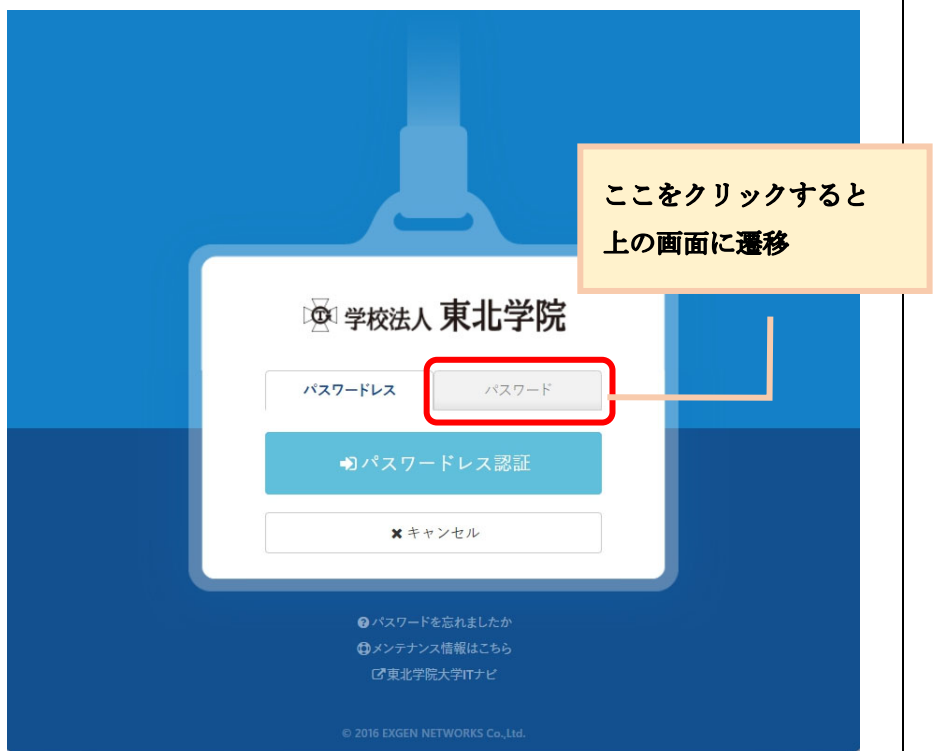 ここをクリックすると
上の画面に遷移
学校法人 東北学院
パスワードレス
パスワード
パスワードレス認証
キャンセル
パスワードを忘れましたか
メンテナンス情報はこちら
東北学院大学ITナビ
© 2016 EXGEN NETWORKS Co.,Ltd.